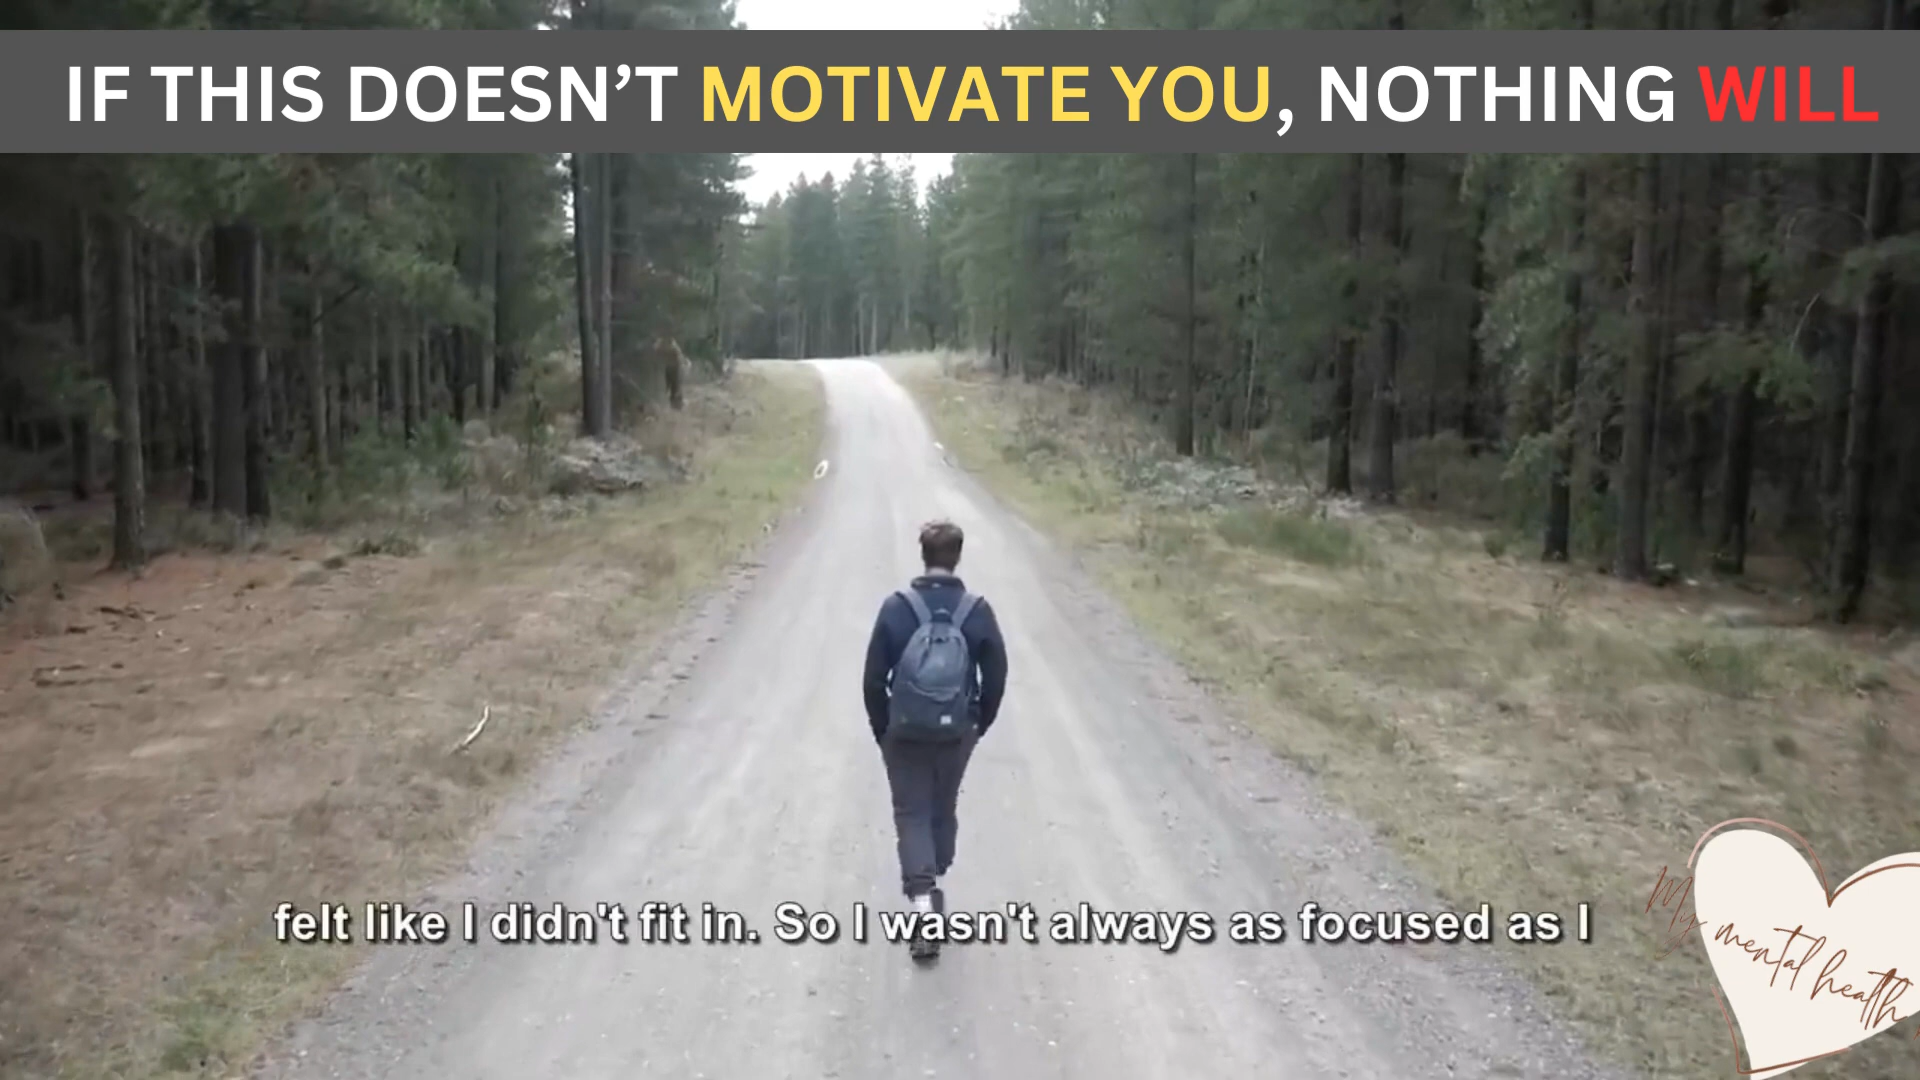 IF THIS DOESN’T MOTIVATE YOU, NOTHING WILL
felt like I didn't fit in. So I wasn't always as focused as I
My mental health